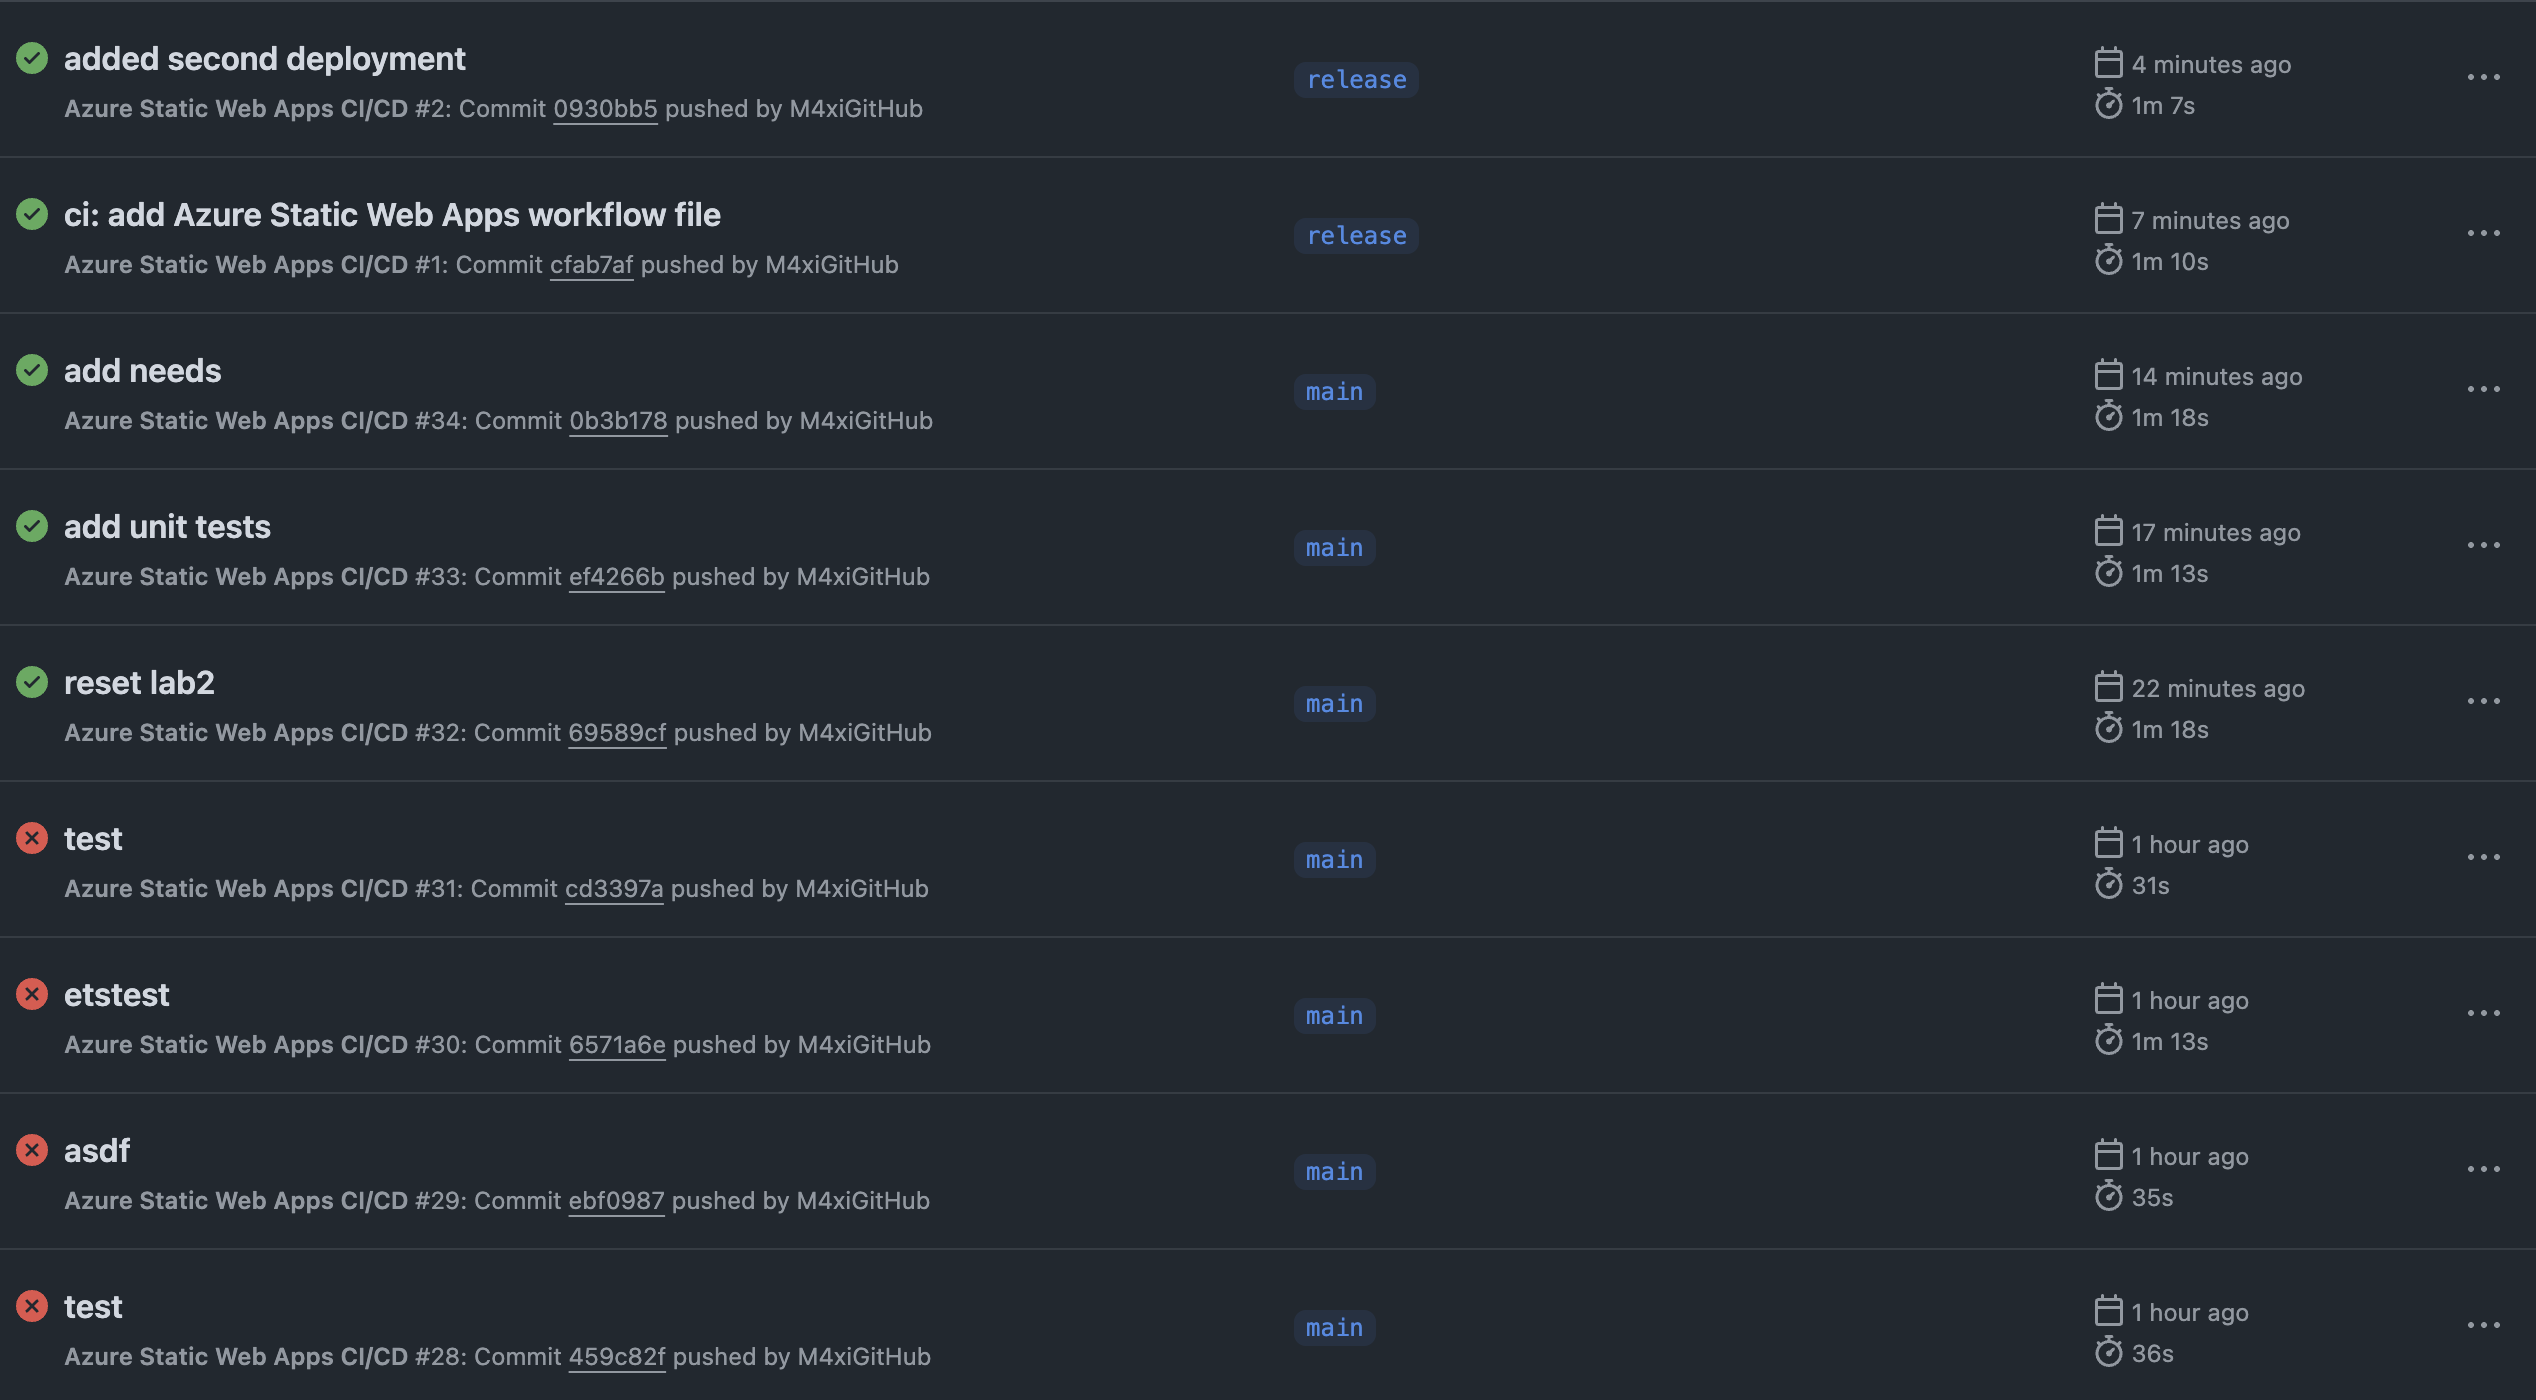 added second deployment
Azure Static Web Apps CI/CD #2: Commit 0930bb5 pushed by M4xiGitHub
release
4 minutes ago
1m 7s
ci: add Azure Static Web Apps workflow file
Azure Static Web Apps CI/CD #1: Commit cfab7af pushed by M4xiGitHub
release
7 minutes ago
1m 10s
add needs
Azure Static Web Apps CI/CD #34: Commit 0b3b178 pushed by M4xiGitHub
main
14 minutes ago
1m 18s
add unit tests
Azure Static Web Apps CI/CD #33: Commit ef4266b pushed by M4xiGitHub
main
17 minutes ago
1m 13s
reset lab2
Azure Static Web Apps CI/CD #32: Commit 69589cf pushed by M4xiGitHub
main
22 minutes ago
1m 18s
test
Azure Static Web Apps CI/CD #31: Commit cd3397a pushed by M4xiGitHub
main
1 hour ago
31s
etstest
Azure Static Web Apps CI/CD #30: Commit 6571a6e pushed by M4xiGitHub
main
1 hour ago
1m 13s
asdf
Azure Static Web Apps CI/CD #29: Commit ebf0987 pushed by M4xiGitHub
main
1 hour ago
35s
test
Azure Static Web Apps CI/CD #28: Commit 459c82f pushed by M4xiGitHub
main
1 hour ago
36s